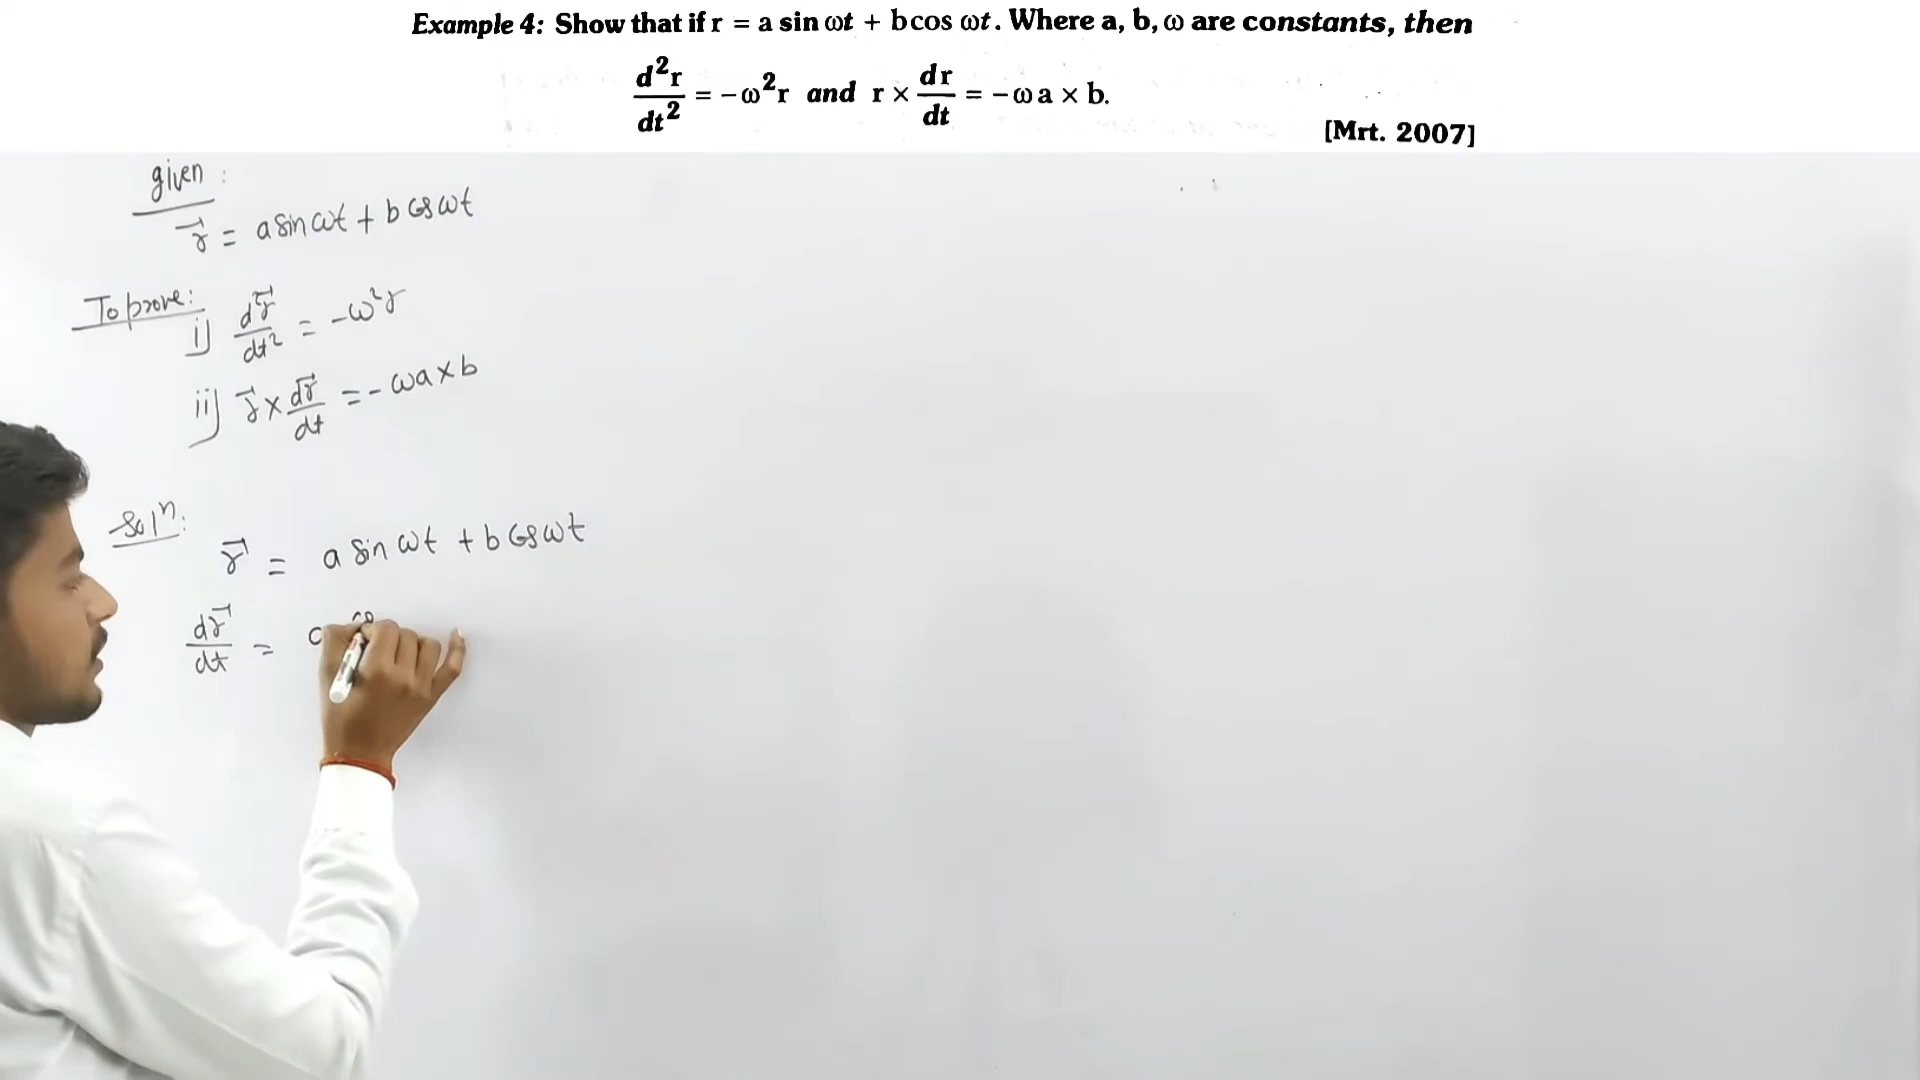 Example 4: Show that if r = a sin ωt + b cos ωt. Where a, b, ω are constants, then
d²r/dt² = −ω²r and r × dr/dt = −ω a × b.
[Mrt. 2007]
given :
r⃗ = a sin ωt + b cos ωt
To prove:
i) d²r⃗/dt² = −ω²r
ii) r⃗ × dr⃗/dt = − ωa × b
Solⁿ:
r⃗ = a sin ωt + b cos ωt
dr⃗/dt =